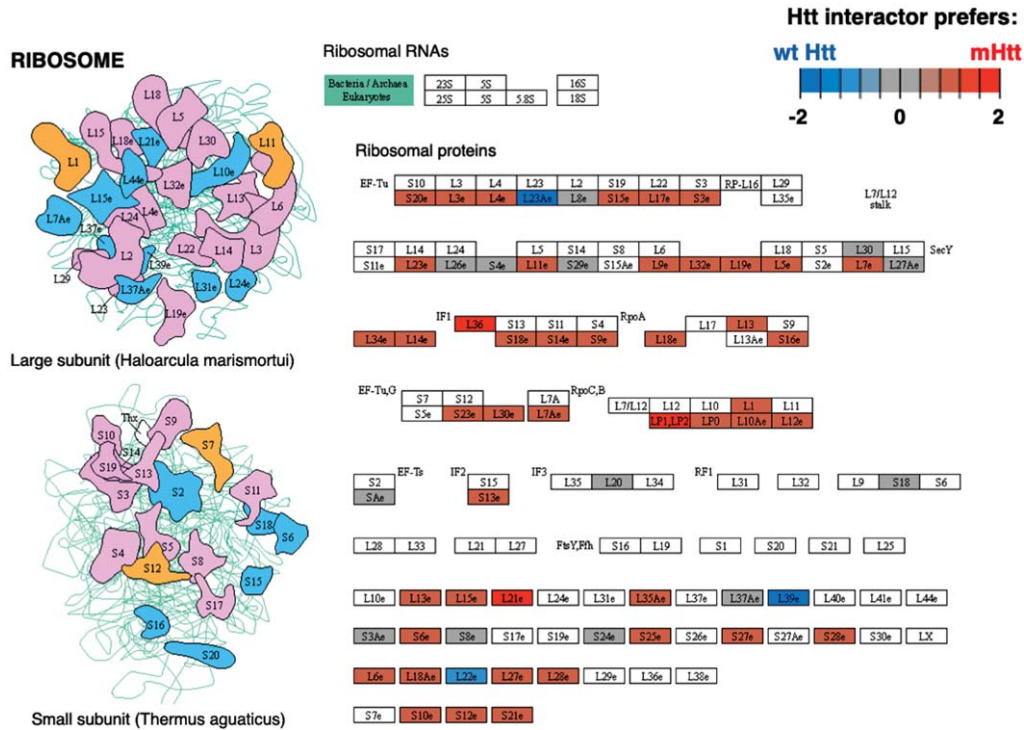 Htt interactor prefers:
wt Htt mHtt
-2 0 2
RIBOSOME
L18
L5
L15 L18e L21e L30 L11
L1
L44e L10e
L32e
L15e L13 L6
L7Ae L24 L4e
L37e
L2 L22 L14 L3
L39e
L29
L37Ae L31e L24e
L23
L19e
Large subunit (Haloarcula marismortui)
S9
Thx
S10 S7
S14
S19 S13
S3 S2 S11
S18
S6
S4 S5 S8
S12
S15
S17
S16
S20
Small subunit (Thermus aguaticus)
Ribosomal RNAs
Bacteria / Archaea 23S 5S 16S
Eukaryotes 25S 5S 5.8S 18S
Ribosomal proteins
EF-Tu S10 L3 L4 L23 L2 S19 L22 S3 RP-L16 L29
S20e L3e L4e L23Ae L8e S15e L17e S3e L35e
L7/L12
stalk
S17 L14 L24 L5 S14 S8 L6 L18 S5 L30 L15 SecY
S11e L23e L26e S4e L11e S29e S15Ae L9e L32e L19e L5e S2e L7e L27Ae
IF1 L36 S13 S11 S4 RpoA L17 L13 S9
L34e L14e S18e S14e S9e L18e L13Ae S16e
EF-Tu,G S7 S12 L7A RpoC,B L7/L12 L12 L10 L1 L11
S5e S23e L30e L7Ae LP1,LP2 LP0 L10Ae L12e
S2 EF-Ts IF2 S15 IF3 L35 L20 L34 RF1 L31 L32 L9 S18 S6
SAe S13e
L28 L33 L21 L27 FtsY,Ffh S16 L19 S1 S20 S21 L25
L10e L13e L15e L21e L24e L31e L35Ae L37e L37Ae L39e L40e L41e L44e
S3Ae S6e S8e S17e S19e S24e S25e S26e S27e S27Ae S28e S30e LX
L6e L18Ae L22e L27e L28e L29e L36e L38e
S7e S10e S12e S21e